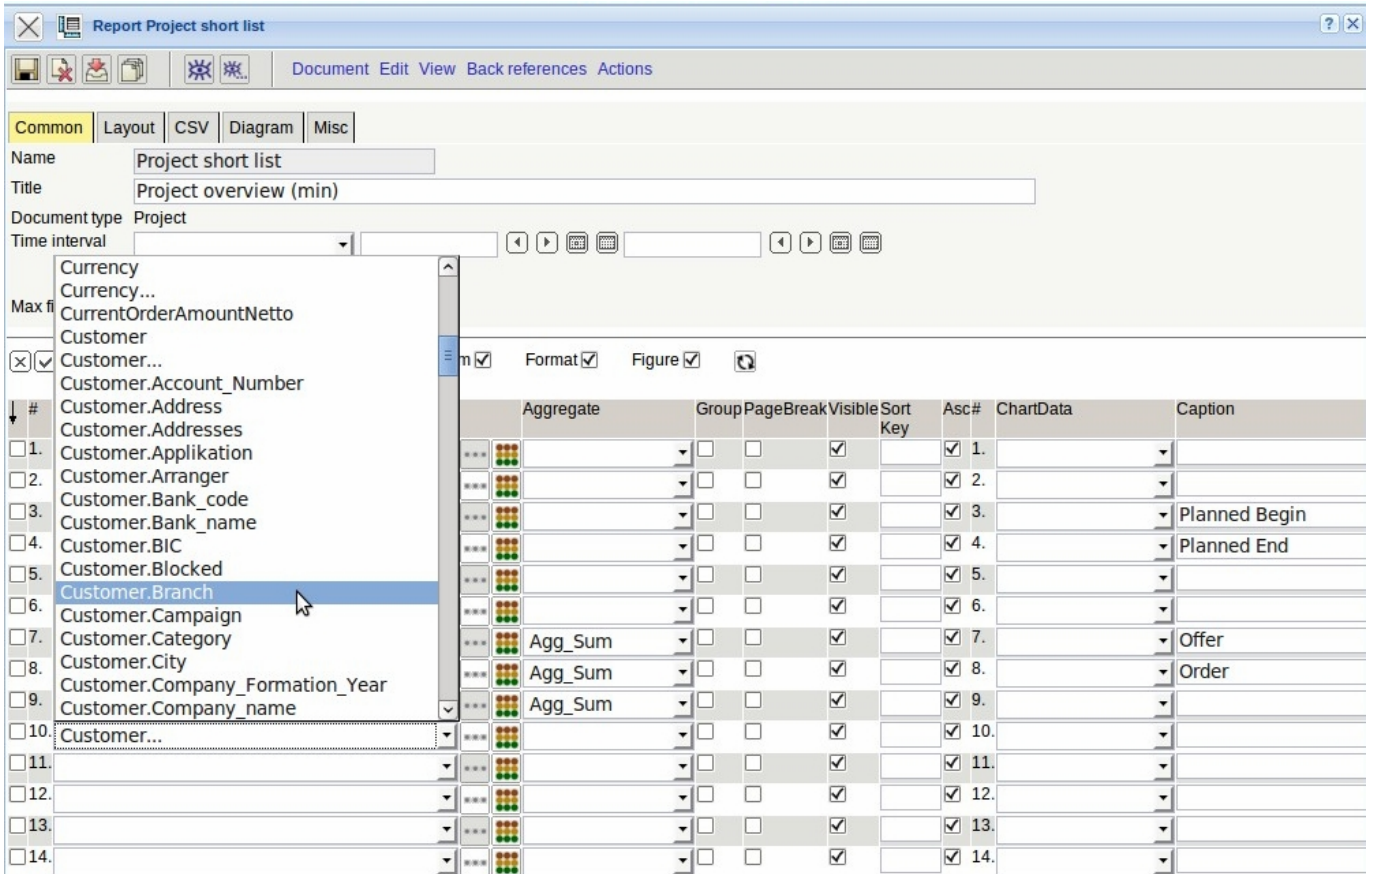 Report Project short list
Document Edit View Back references Actions
Common Layout CSV Diagram Misc
Name Project short list
Title Project overview (min)
Document type Project
Time interval
Max fi
Currency
Currency...
CurrentOrderAmountNetto
Customer
Customer...
Customer.Account_Number
Customer.Address
Customer.Addresses
Customer.Applikation
Customer.Arranger
Customer.Bank_code
Customer.Bank_name
Customer.BIC
Customer.Blocked
Customer.Branch
Customer.Campaign
Customer.Category
Customer.City
Customer.Company_Formation_Year
Customer.Company_name
m Format Figure
# Aggregate Group PageBreak Visible Sort Key Asc # ChartData Caption
1. 1.
2. 2.
3. 3. Planned Begin
4. 4. Planned End
5. 5.
6. 6.
7. Agg_Sum 7. Offer
8. Agg_Sum 8. Order
9. Agg_Sum 9.
10. Customer... 10.
11. 11.
12. 12.
13. 13.
14. 14.